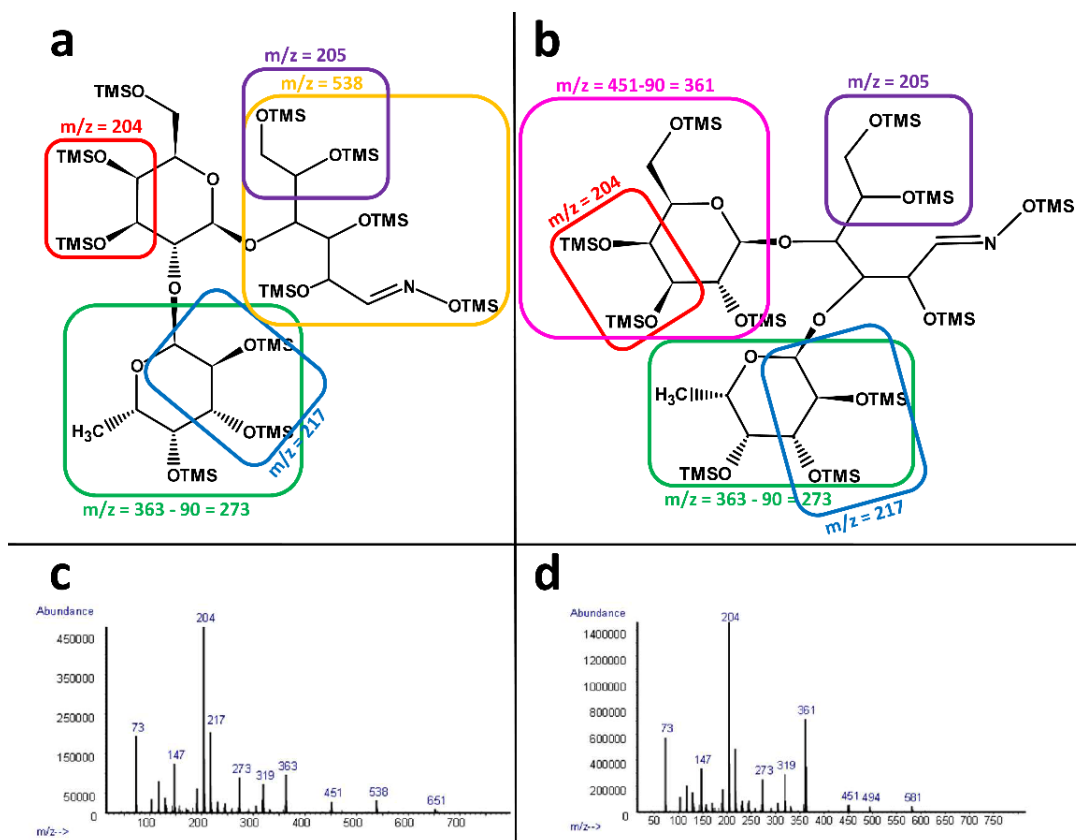 a
m/z = 205
m/z = 538
TMSO
OTMS
m/z = 204
TMSO
OTMS
O
OTMS
TMSO
O
TMSO
N
OTMS
O
OTMS
O
H₃C
OTMS
OTMS
m/z = 217
m/z = 363 - 90 = 273
b
m/z = 451-90 = 361
m/z = 205
OTMS
OTMS
m/z = 204
O
OTMS
OTMS
TMSO
O
N
TMSO
OTMS
O
OTMS
O
H₃C
OTMS
TMSO
OTMS
m/z = 363 - 90 = 273
m/z = 217
c
Abundance
204
450000
350000
250000
217
73
147
150000
273
319
363
50000
451
538
651
0
100 200 300 400 500 600 700
m/z-->
d
Abundance
204
1400000
1200000
1000000
800000
361
73
600000
147
400000
273
319
200000
451 494 581
0
50 100 150 200 250 300 350 400 450 500 550 600 650 700 750
m/z-->